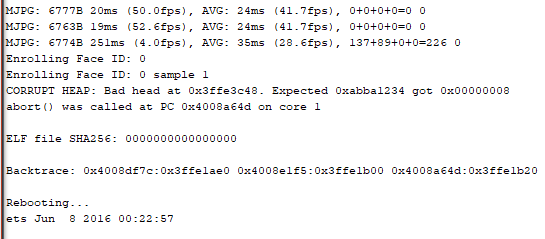 MJPG: 6777B 20ms (50.0fps), AVG: 24ms (41.7fps), 0+0+0+0=0 0
MJPG: 6763B 19ms (52.6fps), AVG: 24ms (41.7fps), 0+0+0+0=0 0
MJPG: 6774B 251ms (4.0fps), AVG: 35ms (28.6fps), 137+89+0+0=226 0
Enrolling Face ID: 0
Enrolling Face ID: 0 sample 1
CORRUPT HEAP: Bad head at 0x3ffe3c48. Expected 0xabba1234 got 0x00000008
abort() was called at PC 0x4008a64d on core 1
ELF file SHA256: 0000000000000000
Backtrace: 0x4008df7c:0x3ffe1ae0 0x4008e1f5:0x3ffe1b00 0x4008a64d:0x3ffe1b20
Rebooting...
ets Jun  8 2016 00:22:57